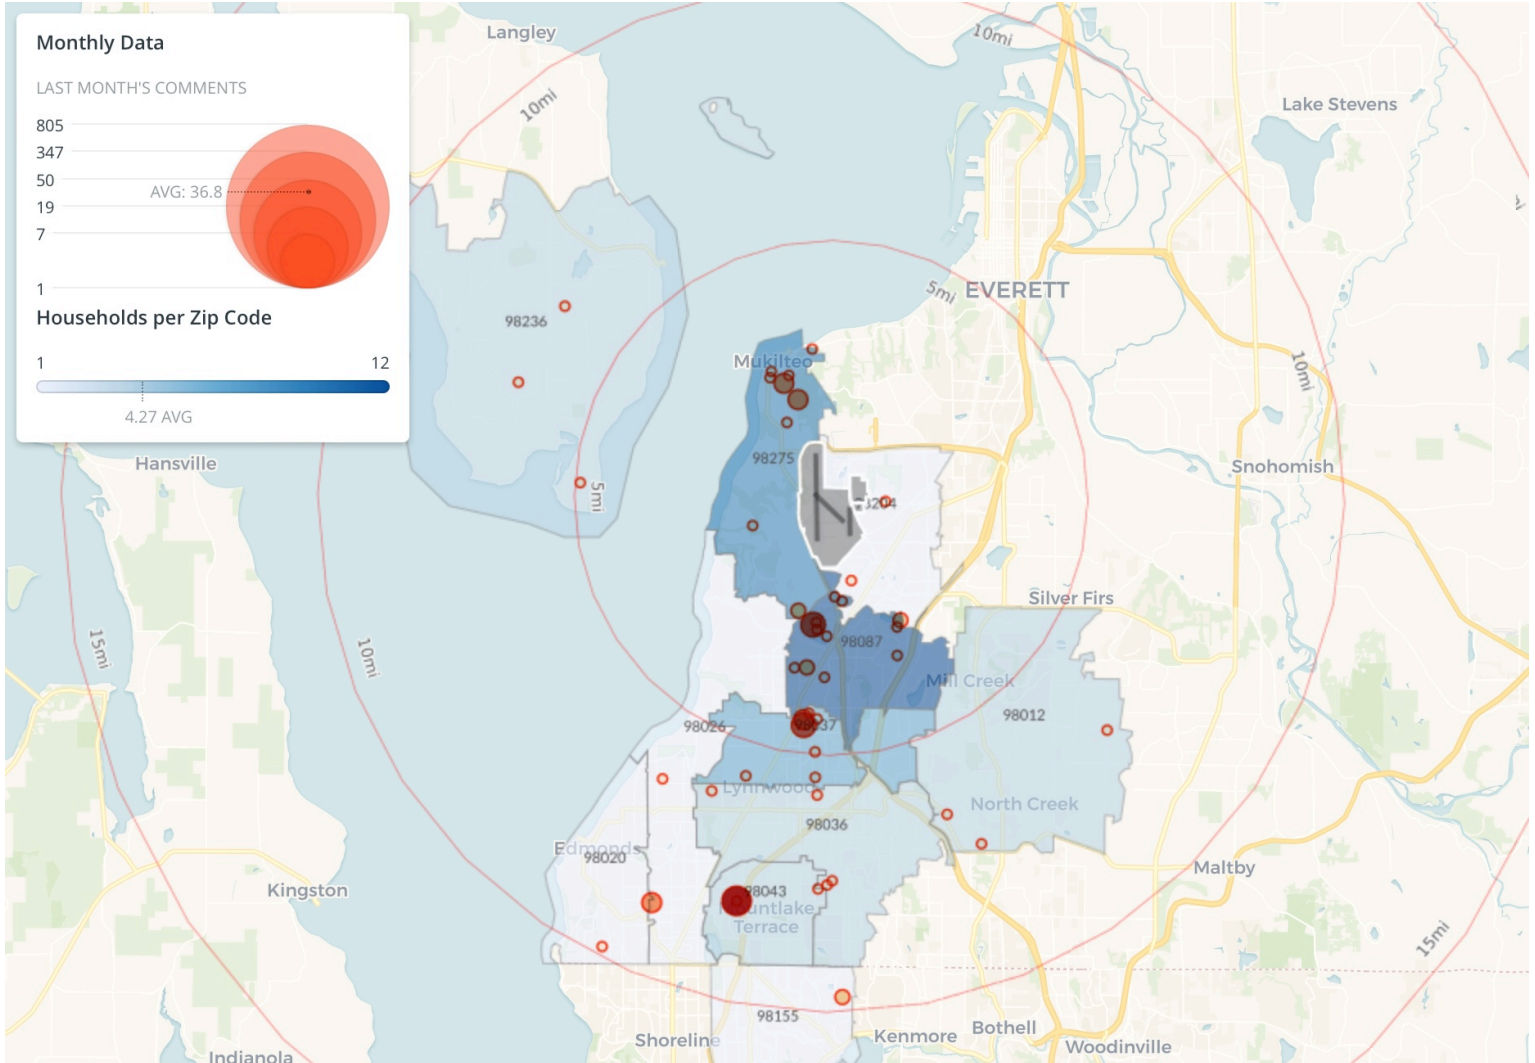 Monthly Data
LAST MONTH'S COMMENTS
805
347
50
AVG: 36.8
19
7
1
Households per Zip Code
1 12
4.27 AVG
Langley
10mi
10mi
Lake Stevens
98236
5mi
EVERETT
Mukilteo
10mi
98275
Hansville
Snohomish
5mi
Silver Firs
15mi
10mi
98087
Mill Creek
98012
98026
Lynnwood
North Creek
98036
Edmonds
98020
Maltby
Kingston
98043
Terrace
15mi
98155
Shoreline
Kenmore
Bothell
Woodinville
Indianola